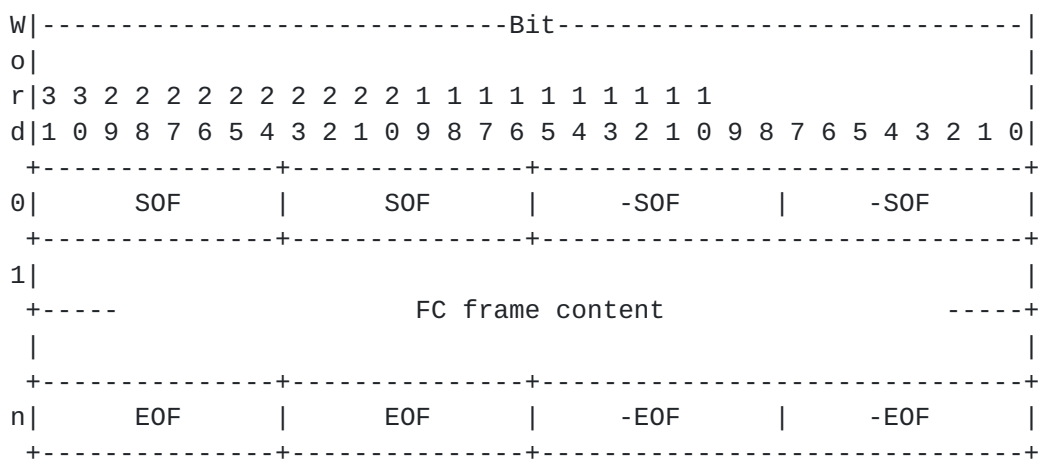 W|------------------------------Bit------------------------------|
o|                                                               |
r|3 3 2 2 2 2 2 2 2 2 2 2 1 1 1 1 1 1 1 1 1 1                    |
d|1 0 9 8 7 6 5 4 3 2 1 0 9 8 7 6 5 4 3 2 1 0 9 8 7 6 5 4 3 2 1 0|
 +---------------+---------------+-------------------------------+
0|      SOF      |      SOF      |     -SOF      |     -SOF      |
 +---------------+---------------+-------------------------------+
1|                                                               |
 +-----                   FC frame content                  -----+
 |                                                               |
 +---------------+---------------+-------------------------------+
n|      EOF      |      EOF      |     -EOF      |     -EOF      |
 +---------------+---------------+-------------------------------+